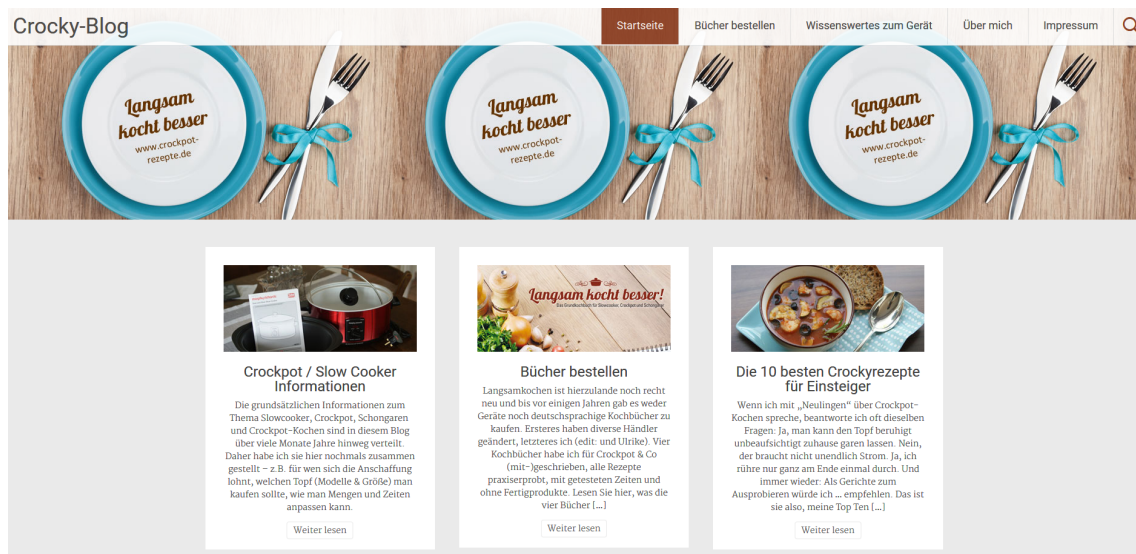 Crocky-Blog
Startseite
Bücher bestellen
Wissenswertes zum Gerät
Über mich
Impressum
Langsam
kocht besser
www.crockpot-
rezepte.de
Langsam
kocht besser
www.crockpot-
rezepte.de
Langsam
kocht besser
www.crockpot-
rezepte.de
Crockpot / Slow Cooker
Informationen
Die grundsätzlichen Informationen zum
Thema Slowcooker, Crockpot, Schongaren
und Crockpot-Kochen sind in diesem Blog
über viele Monate Jahre hinweg verteilt.
Daher habe ich sie hier nochmals zusammen
gestellt – z.B. für wen sich die Anschaffung
lohnt, welchen Topf (Modelle & Größe) man
kaufen sollte, wie man Mengen und Zeiten
anpassen kann.
Weiter lesen
Langsam kocht besser!
Das Grundkochbuch für Slowcooker, Crockpot und Schongarer
Bücher bestellen
Langsamkochen ist hierzulande noch recht
neu und bis vor einigen Jahren gab es weder
Geräte noch deutschsprachige Kochbücher zu
kaufen. Ersteres haben diverse Händler
geändert, letzteres ich (edit: und Ulrike). Vier
Kochbücher habe ich für Crockpot & Co
(mit-)geschrieben, alle Rezepte
praxiserprobt, mit getesteten Zeiten und
ohne Fertigprodukte. Lesen Sie hier, was die
vier Bücher [...]
Weiter lesen
Die 10 besten Crockyrezepte
für Einsteiger
Wenn ich mit „Neulingen“ über Crockpot-
Kochen spreche, beantworte ich oft dieselben
Fragen: Ja, man kann den Topf beruhigt
unbeaufsichtigt zuhause garen lassen. Nein,
der braucht nicht unendlich Strom. Ja, ich
rühre nur ganz am Ende einmal durch. Und
immer wieder: Als Gerichte zum
Ausprobieren würde ich ... empfehlen. Das ist
sie also, meine Top Ten [...]
Weiter lesen